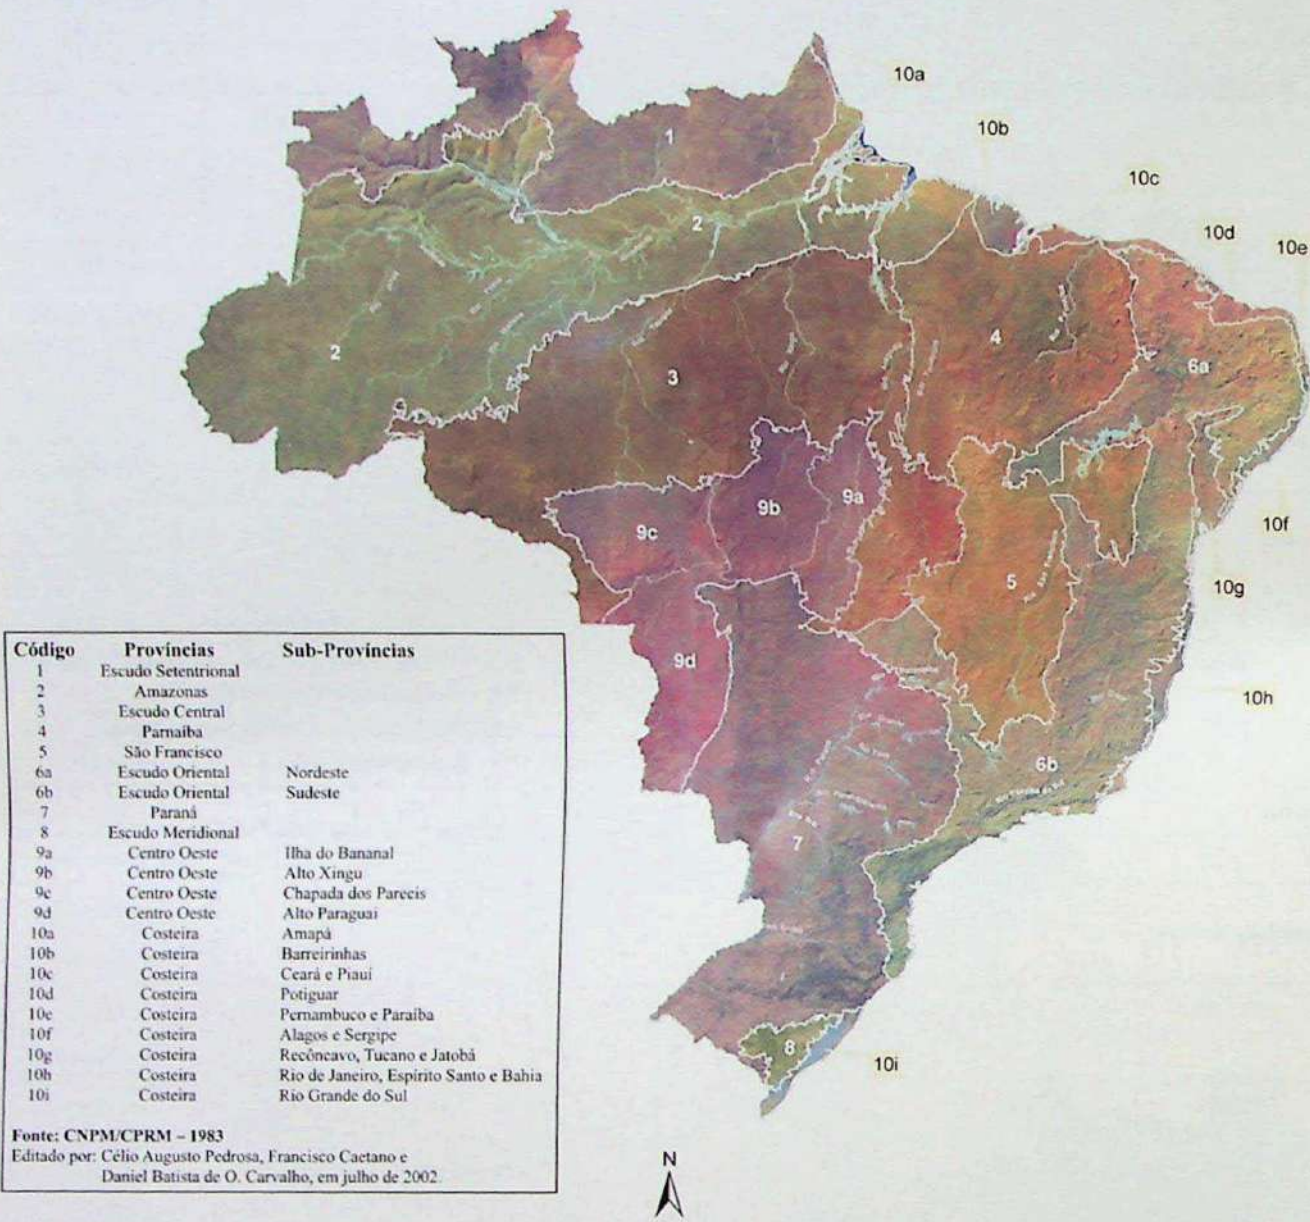 10a
10b
10c
10d
10e
1
2
2
3
4
6a
9a
9b
9c
5
10f
10g
9d
10h
6b
7
8
10i
Código Províncias Sub-Províncias
1 Escudo Setentrional
2 Amazonas
3 Escudo Central
4 Parnaíba
5 São Francisco
6a Escudo Oriental Nordeste
6b Escudo Oriental Sudeste
7 Paraná
8 Escudo Meridional
9a Centro Oeste Ilha do Bananal
9b Centro Oeste Alto Xingu
9c Centro Oeste Chapada dos Parecis
9d Centro Oeste Alto Paraguai
10a Costeira Amapá
10b Costeira Barreirinhas
10c Costeira Ceará e Piauí
10d Costeira Potiguar
10e Costeira Pernambuco e Paraíba
10f Costeira Alagos e Sergipe
10g Costeira Recôncavo, Tucano e Jatobá
10h Costeira Rio de Janeiro, Espírito Santo e Bahia
10i Costeira Rio Grande do Sul
Fonte: CNPM/CPRM – 1983
Editado por: Célio Augusto Pedrosa, Francisco Caetano e
Daniel Batista de O. Carvalho, em julho de 2002.
N